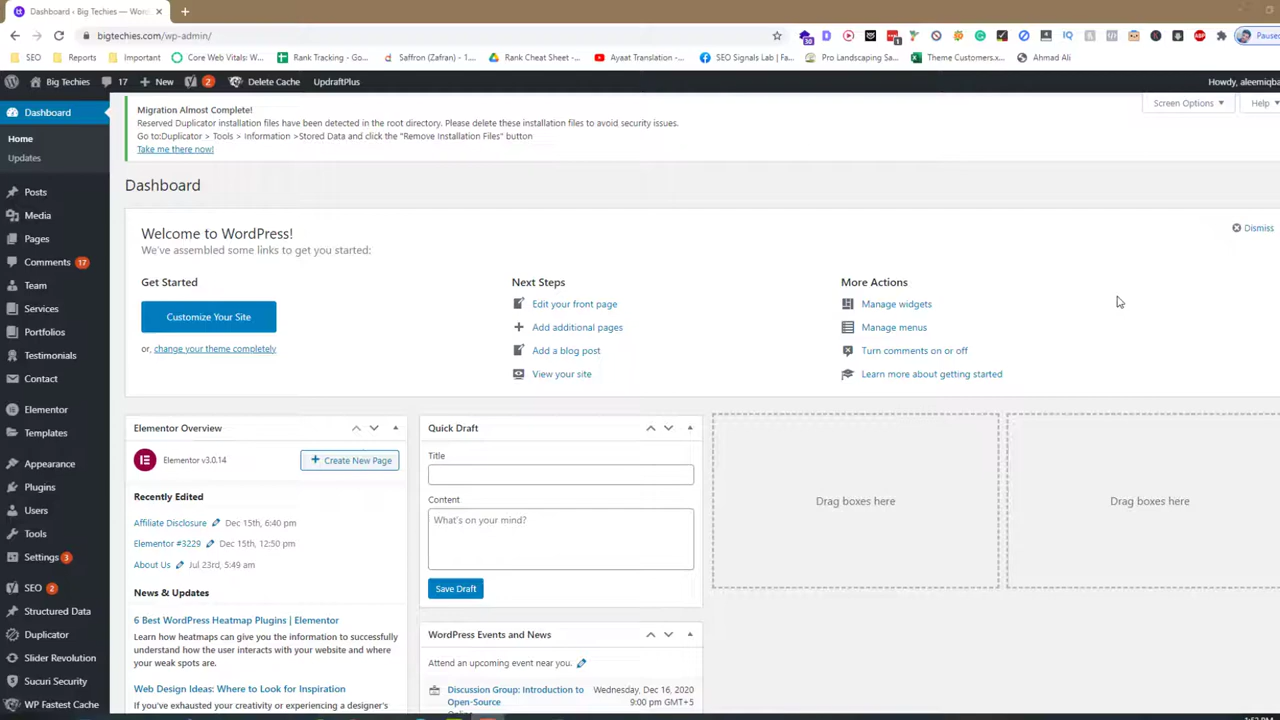 Dashboard ‹ Big Techies — Wor
bigtechies.com/wp-admin/
Paused
SEO
Reports
Important
Core Web Vitals: W...
Rank Tracking - Go...
Saffron (Zafran) - 1...
Rank Cheat Sheet -...
Ayaat Translation -...
SEO Signals Lab | Fa...
Pro Landscaping Sa...
Theme Customers.x...
Ahmad Ali
Big Techies
17
New
2
Delete Cache
UpdraftPlus
Howdy, aleemiqba
Dashboard
Home
Updates
Posts
Media
Pages
Comments 17
Team
Services
Portfolios
Testimonials
Contact
Elementor
Templates
Appearance
Plugins
Users
Tools
Settings 3
SEO 2
Structured Data
Duplicator
Slider Revolution
Sucuri Security
WP Fastest Cache
Migration Almost Complete!
Reserved Duplicator installation files have been detected in the root directory. Please delete these installation files to avoid security issues.
Go to:Duplicator > Tools > Information >Stored Data and click the "Remove Installation Files" button
Take me there now!
Screen Options
Help
Dashboard
Welcome to WordPress!
We've assembled some links to get you started:
Dismiss
Get Started
Customize Your Site
or, change your theme completely
Next Steps
Edit your front page
Add additional pages
Add a blog post
View your site
More Actions
Manage widgets
Manage menus
Turn comments on or off
Learn more about getting started
Elementor Overview
Elementor v3.0.14
Create New Page
Recently Edited
Affiliate Disclosure Dec 15th, 6:40 pm
Elementor #3229 Dec 15th, 12:50 pm
About Us Jul 23rd, 5:49 am
News & Updates
6 Best WordPress Heatmap Plugins | Elementor
Learn how heatmaps can give you the information to successfully
understand how the user interacts with your website and where
your weak spots are.
Web Design Ideas: Where to Look for Inspiration
If you've exhausted your creativity or experiencing a designer's
Quick Draft
Title
Content
What's on your mind?
Save Draft
WordPress Events and News
Attend an upcoming event near you.
Discussion Group: Introduction to
Open-Source
Wednesday, Dec 16, 2020
9:00 pm GMT+5
Drag boxes here
Drag boxes here